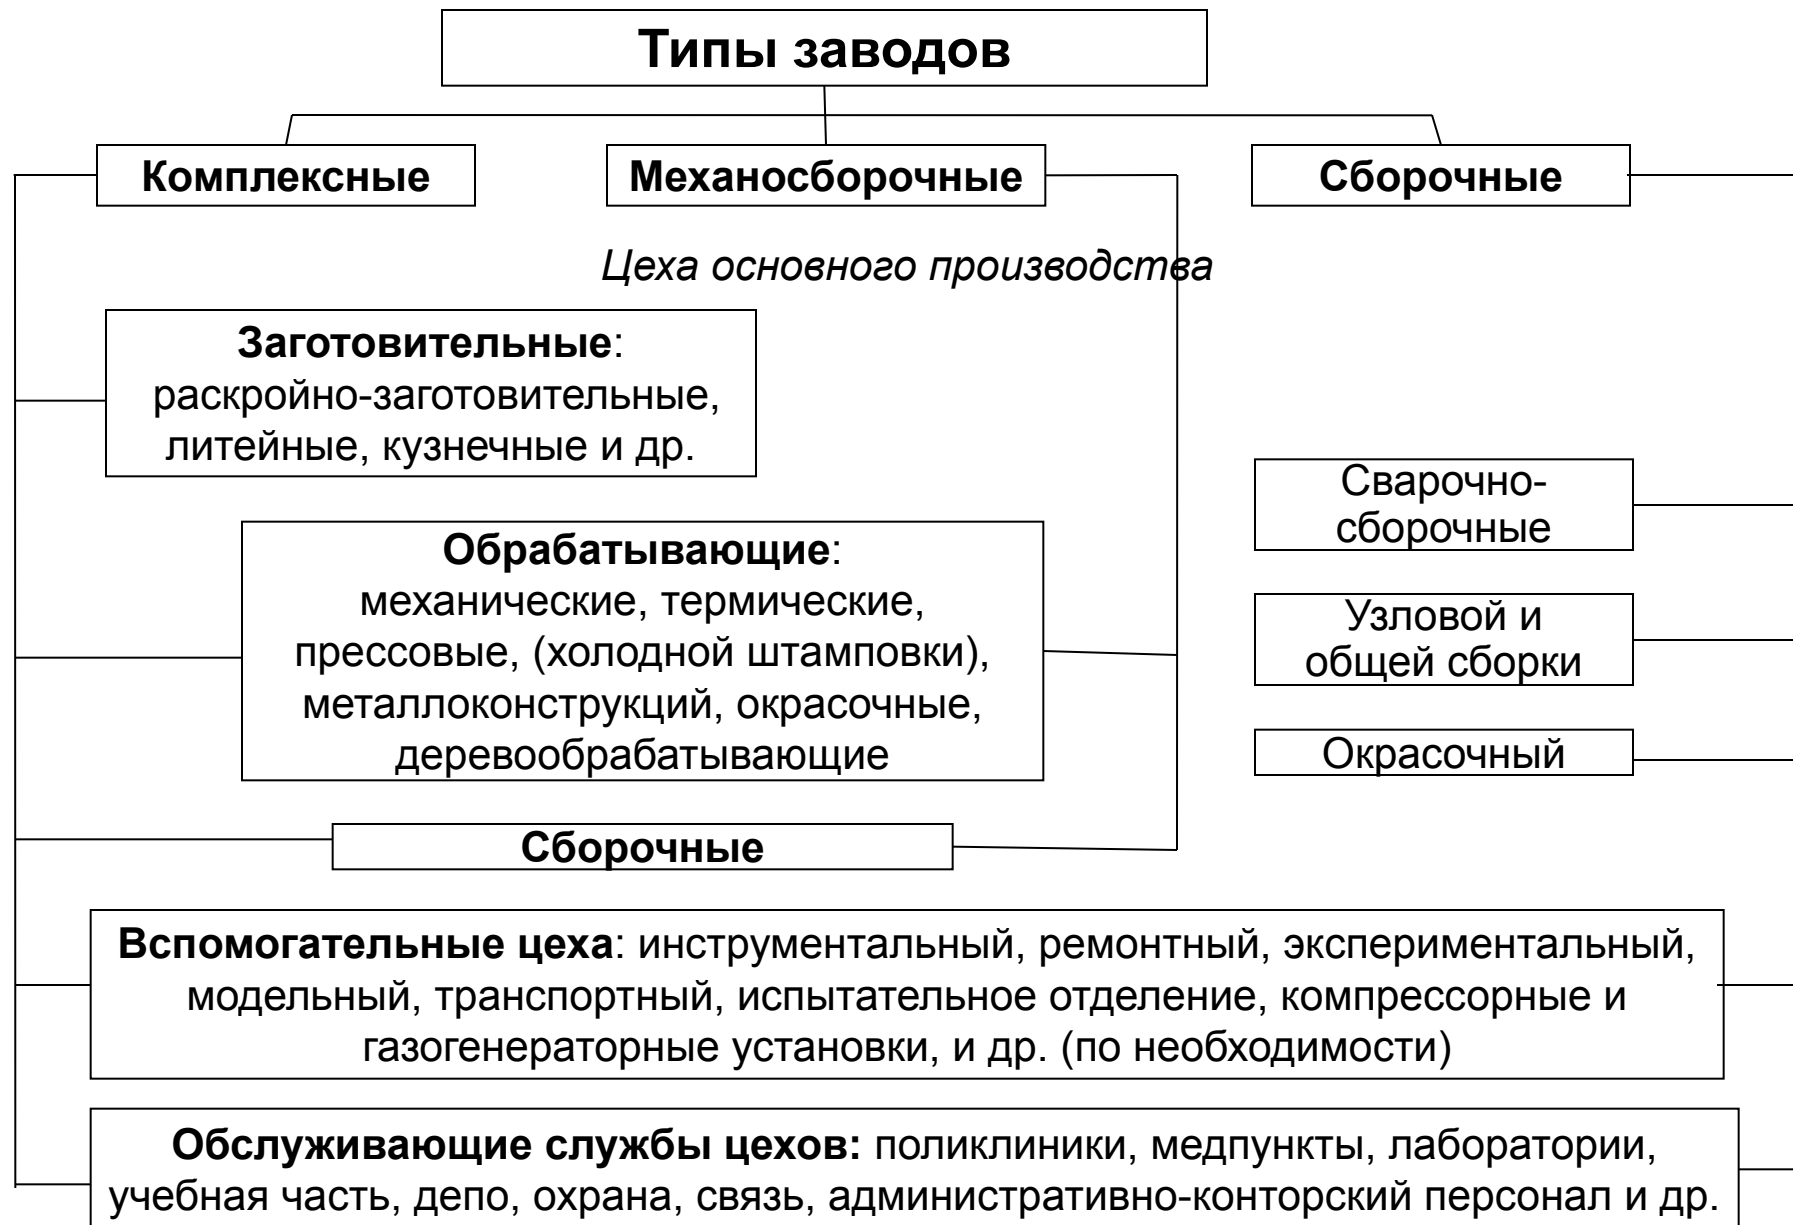 Типы заводов
Комплексные
Механосборочные
Сборочные
Цеха основного производства
Заготовительные:
раскройно-заготовительные,
литейные, кузнечные и др.
Обрабатывающие:
механические, термические,
прессовые, (холодной штамповки),
металлоконструкций, окрасочные,
деревообрабатывающие
Сборочные
Сварочно-
сборочные
Узловой и
общей сборки
Окрасочный
Вспомогательные цеха: инструментальный, ремонтный, экспериментальный,
модельный, транспортный, испытательное отделение, компрессорные и
газогенераторные установки, и др. (по необходимости)
Обслуживающие службы цехов: поликлиники, медпункты, лаборатории,
учебная часть, депо, охрана, связь, административно-конторский персонал и др.